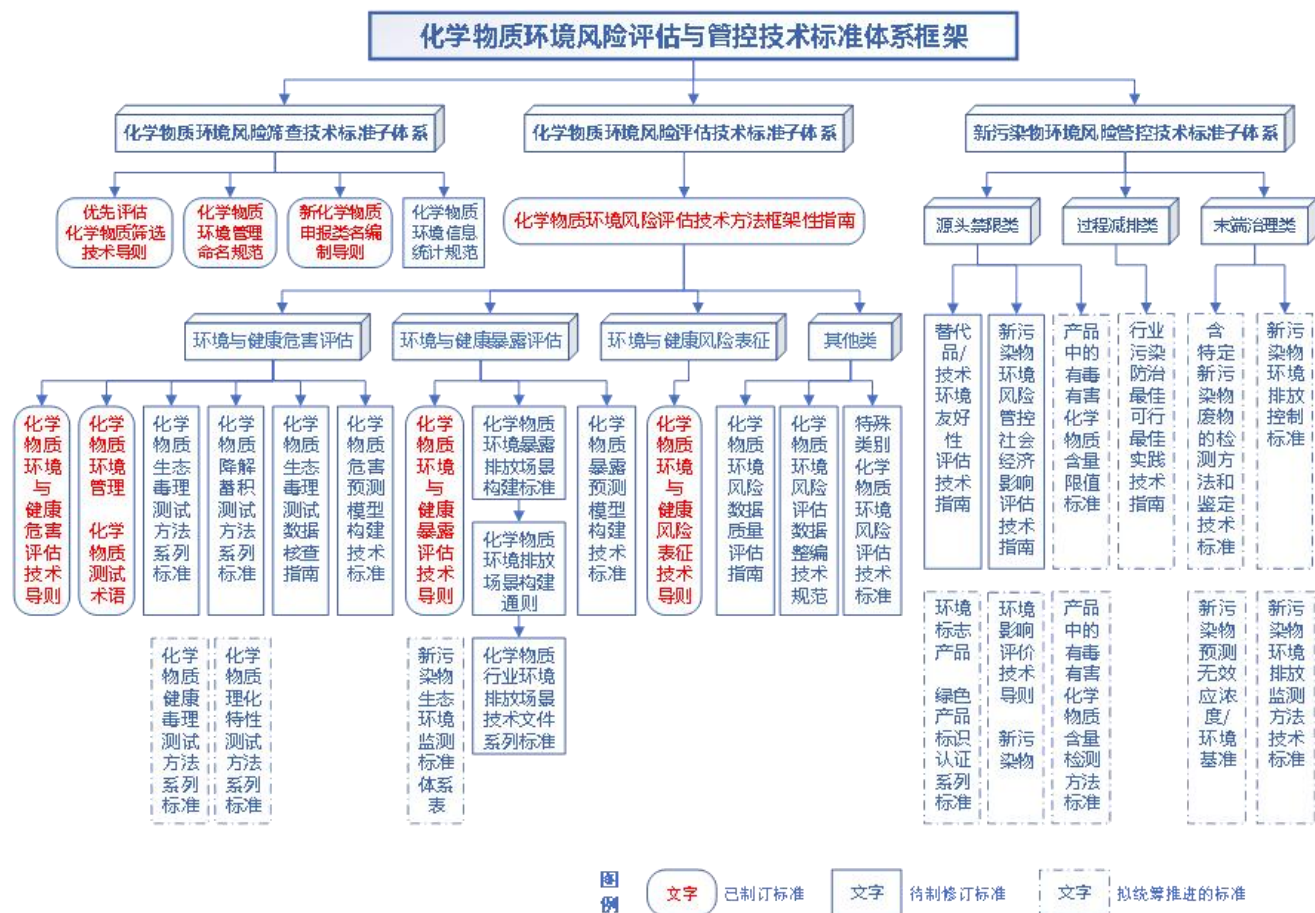 化学物质环境风险评估与管控技术标准体系框架
化学物质环境风险筛查技术标准子体系
化学物质环境风险评估技术标准子体系
新污染物环境风险管控技术标准子体系
优先评估
化学物质筛选
技术导则
化学物质
环境管理
命名规范
新化学物质
申报类名编
制导则
化学物质
环境信息
统计规范
化学物质环境风险评估技术方法框架性指南
源头禁限类
过程减排类
末端治理类
环境与健康危害评估
环境与健康暴露评估
环境与健康风险表征
其他类
替代
品/
技术
环境
友好
性
评估
技术
指南
新污
染物
环境
风险
管控
社会
经济
影响
评估
技术
指南
产品
中的
有毒
有害
化学
物质
含量
限值
标准
行业
污染
防治
最佳
可行
最佳
实践
技术
指南
含
特定
新污
染物
废物
的检
测方
法和
鉴定
技术
标准
新污
染物
环境
排放
控制
标准
化学
物质
环境
与
健康
危害
评估
技术
导则
化学
物质
环境
管理
化学
物质
测试
术语
化学
物质
生态
毒理
测试
方法
系列
标准
化学
物质
降解
蓄积
测试
方法
系列
标准
化学
物质
生态
毒理
测试
数据
核查
指南
化学
物质
危害
预测
模型
构建
技术
标准
化学
物质
环境
与
健康
暴露
评估
技术
导则
化学物质
环境暴露
排放场景
构建标准
化学物质
环境排放
场景构建
通则
化学物质
行业环境
排放场景
技术文件
系列标准
化学
物质
暴露
预测
模型
构建
技术
标准
化学
物质
环境
与
健康
风险
表征
技术
导则
化学
物质
环境
风险
数据
质量
评估
指南
化学
物质
环境
风险
评估
数据
整编
技术
规范
特殊
类别
化学
物质
环境
风险
评估
技术
标准
化学
物质
健康
毒理
测试
方法
系列
标准
化学
物质
理化
特性
测试
方法
系列
标准
新污
染物
生态
环境
监测
标准
体系
表
环境
标志
产品
绿色
产品
标识
认证
系列
标准
环境
影响
评价
技术
导则
新污
染物
产品
中的
有毒
有害
化学
物质
含量
检测
方法
标准
新污
染物
预测
无效
应浓
度/
环境
基准
新污
染物
环境
排放
监测
方法
技术
标准
图
例
文字
已制订标准
文字
待制修订标准
文字
拟统筹推进的标准